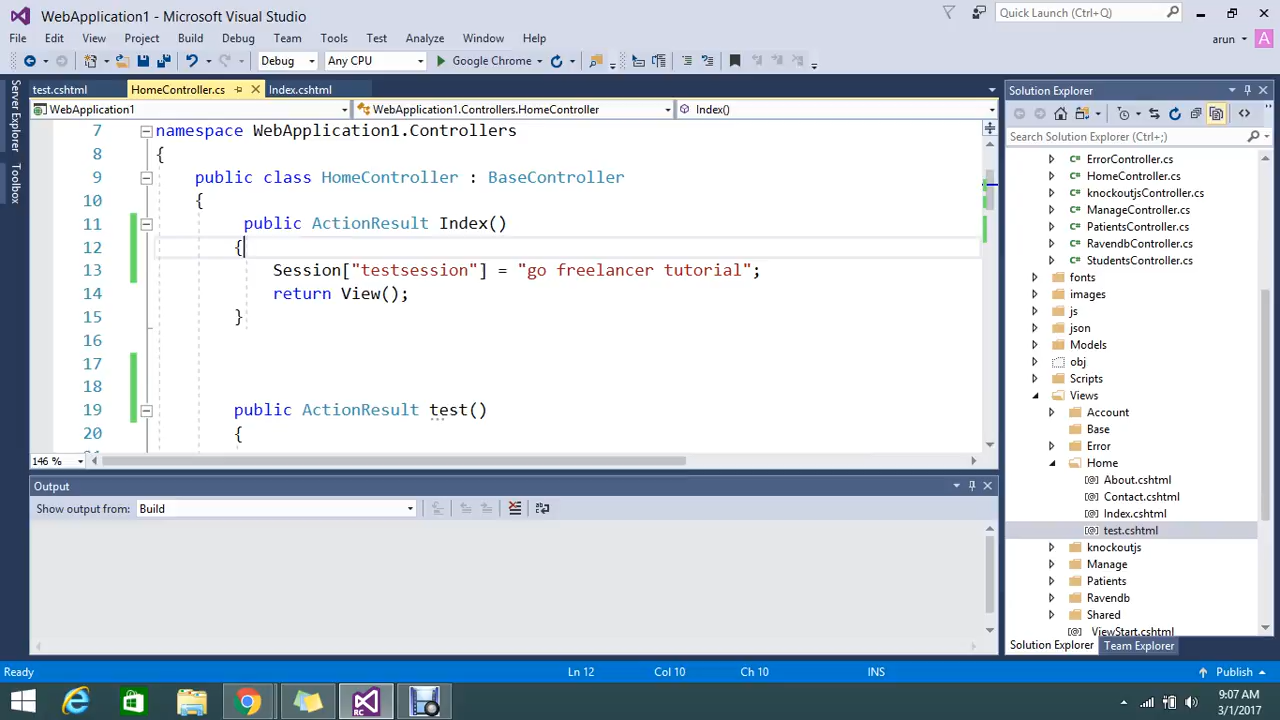 WebApplication1 - Microsoft Visual Studio
Quick Launch (Ctrl+Q)
File Edit View Project Build Debug Team Tools Test Analyze Window Help
arun A
Debug Any CPU Google Chrome
test.cshtml HomeController.cs Index.cshtml
WebApplication1 WebApplication1.Controllers.HomeController Index()
Server Explorer
Toolbox
7 namespace WebApplication1.Controllers
8 {
9 public class HomeController : BaseController
10 {
11 public ActionResult Index()
12 {
13 Session["testsession"] = "go freelancer tutorial";
14 return View();
15 }
16
17
18
19 public ActionResult test()
20 {
146 %
Output
Show output from: Build
Solution Explorer
Search Solution Explorer (Ctrl+;)
ErrorController.cs
HomeController.cs
knockoutjsController.cs
ManageController.cs
PatientsController.cs
RavendbController.cs
StudentsController.cs
fonts
images
js
json
Models
obj
Scripts
Views
Account
Base
Error
Home
About.cshtml
Contact.cshtml
Index.cshtml
test.cshtml
knockoutjs
Manage
Patients
Ravendb
Shared
ViewStart.cshtml
Solution Explorer Team Explorer
Ready Ln 12 Col 10 Ch 10 INS Publish
RC
9:07 AM
3/1/2017